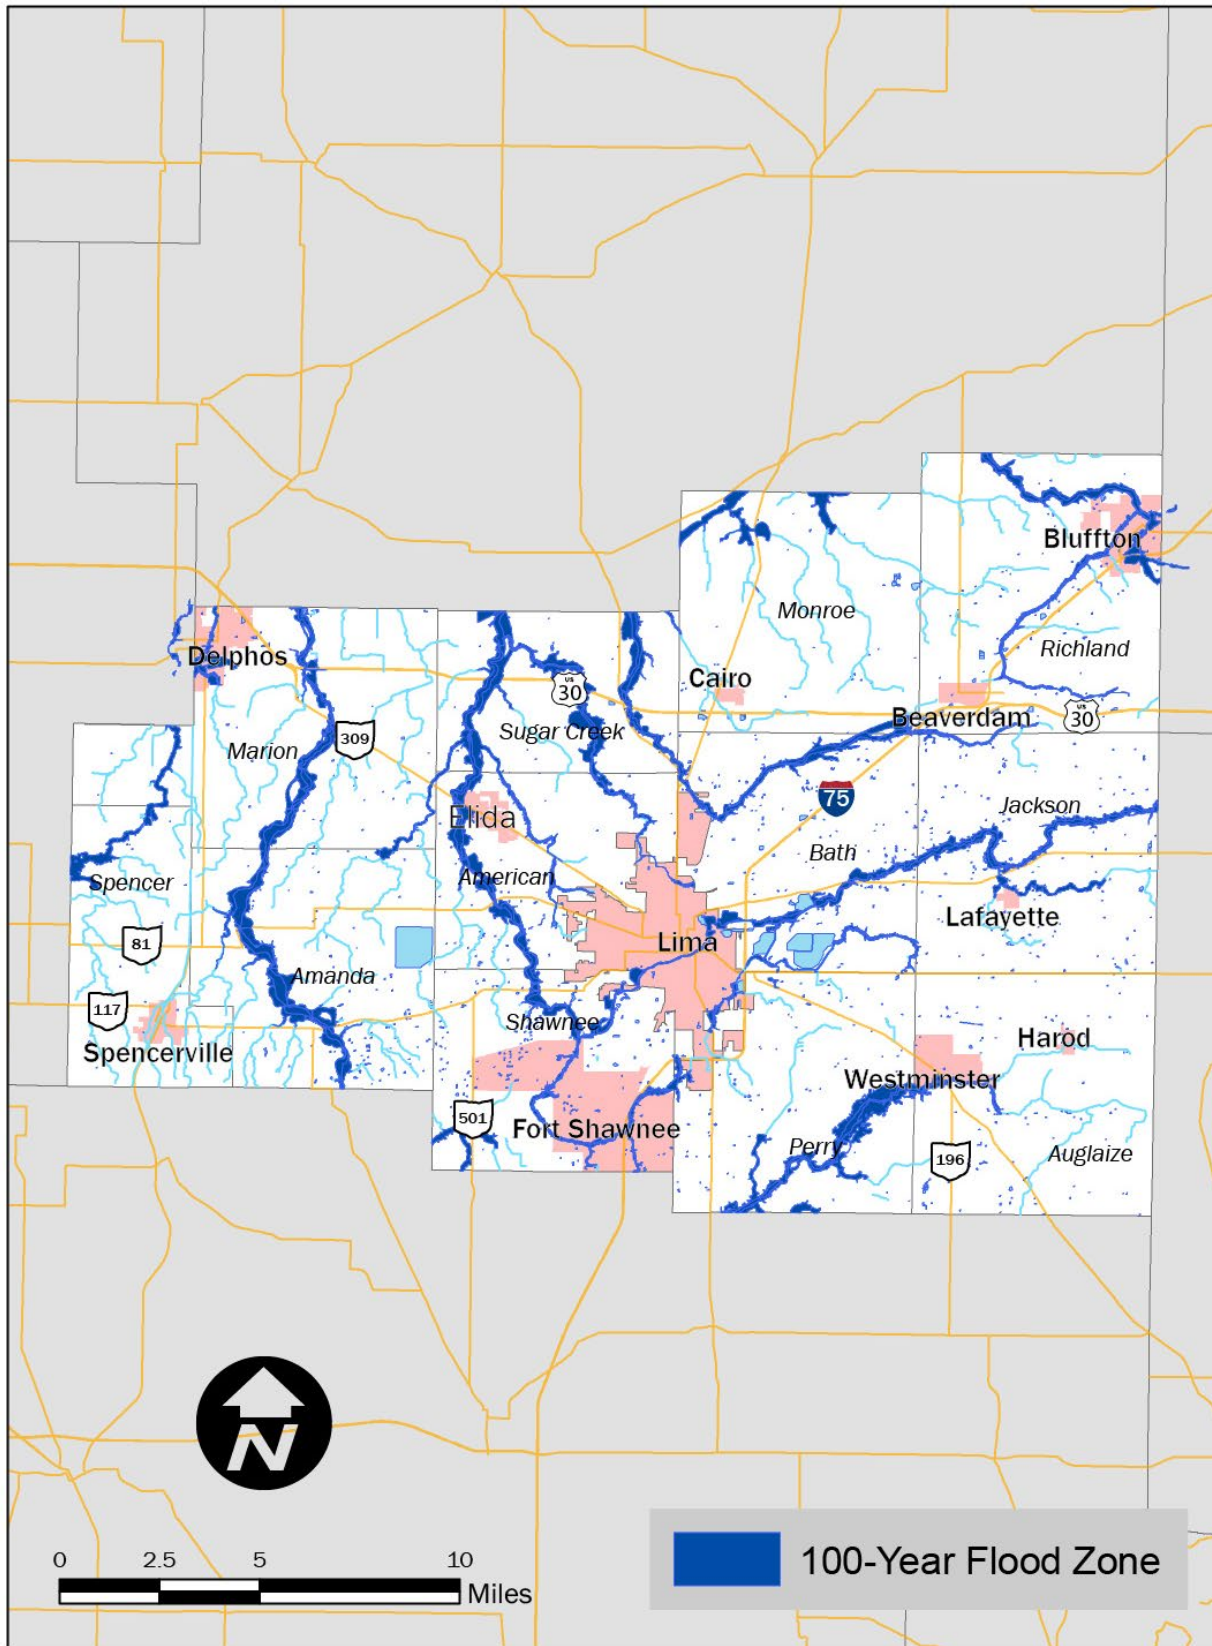 Bluffton
Monroe
Richland
Delphos
Cairo
US
30
Beaverdam
US
30
Sugar Creek
Marion
309
75
Jackson
Elida
Bath
American
Spencer
Lafayette
Lima
81
Amanda
117
Shawnee
Harod
Spencerville
Westminster
501
Fort Shawnee
Perry
196
Auglaize
N
0 2.5 5 10
Miles
100-Year Flood Zone